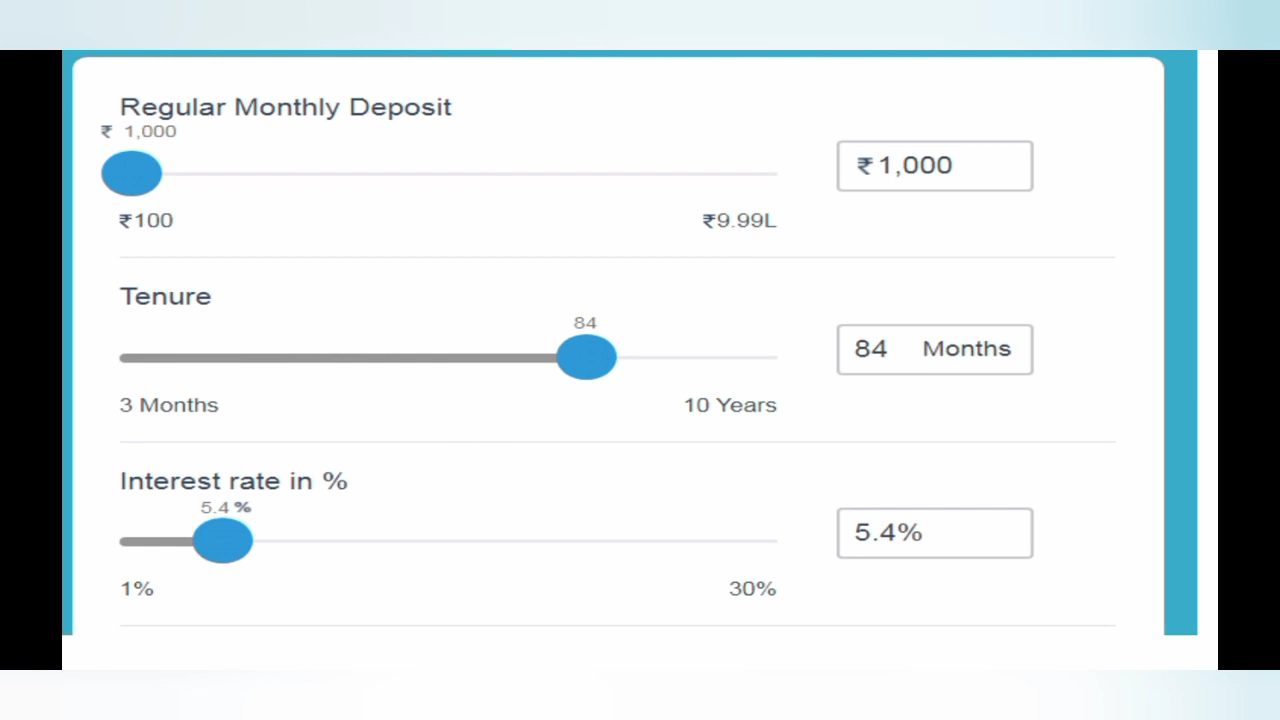 Regular Monthly Deposit
₹ 1,000
₹1,000
₹100 ₹9.99L
Tenure
84
84 Months
3 Months 10 Years
Interest rate in %
5.4 %
5.4%
1% 30%